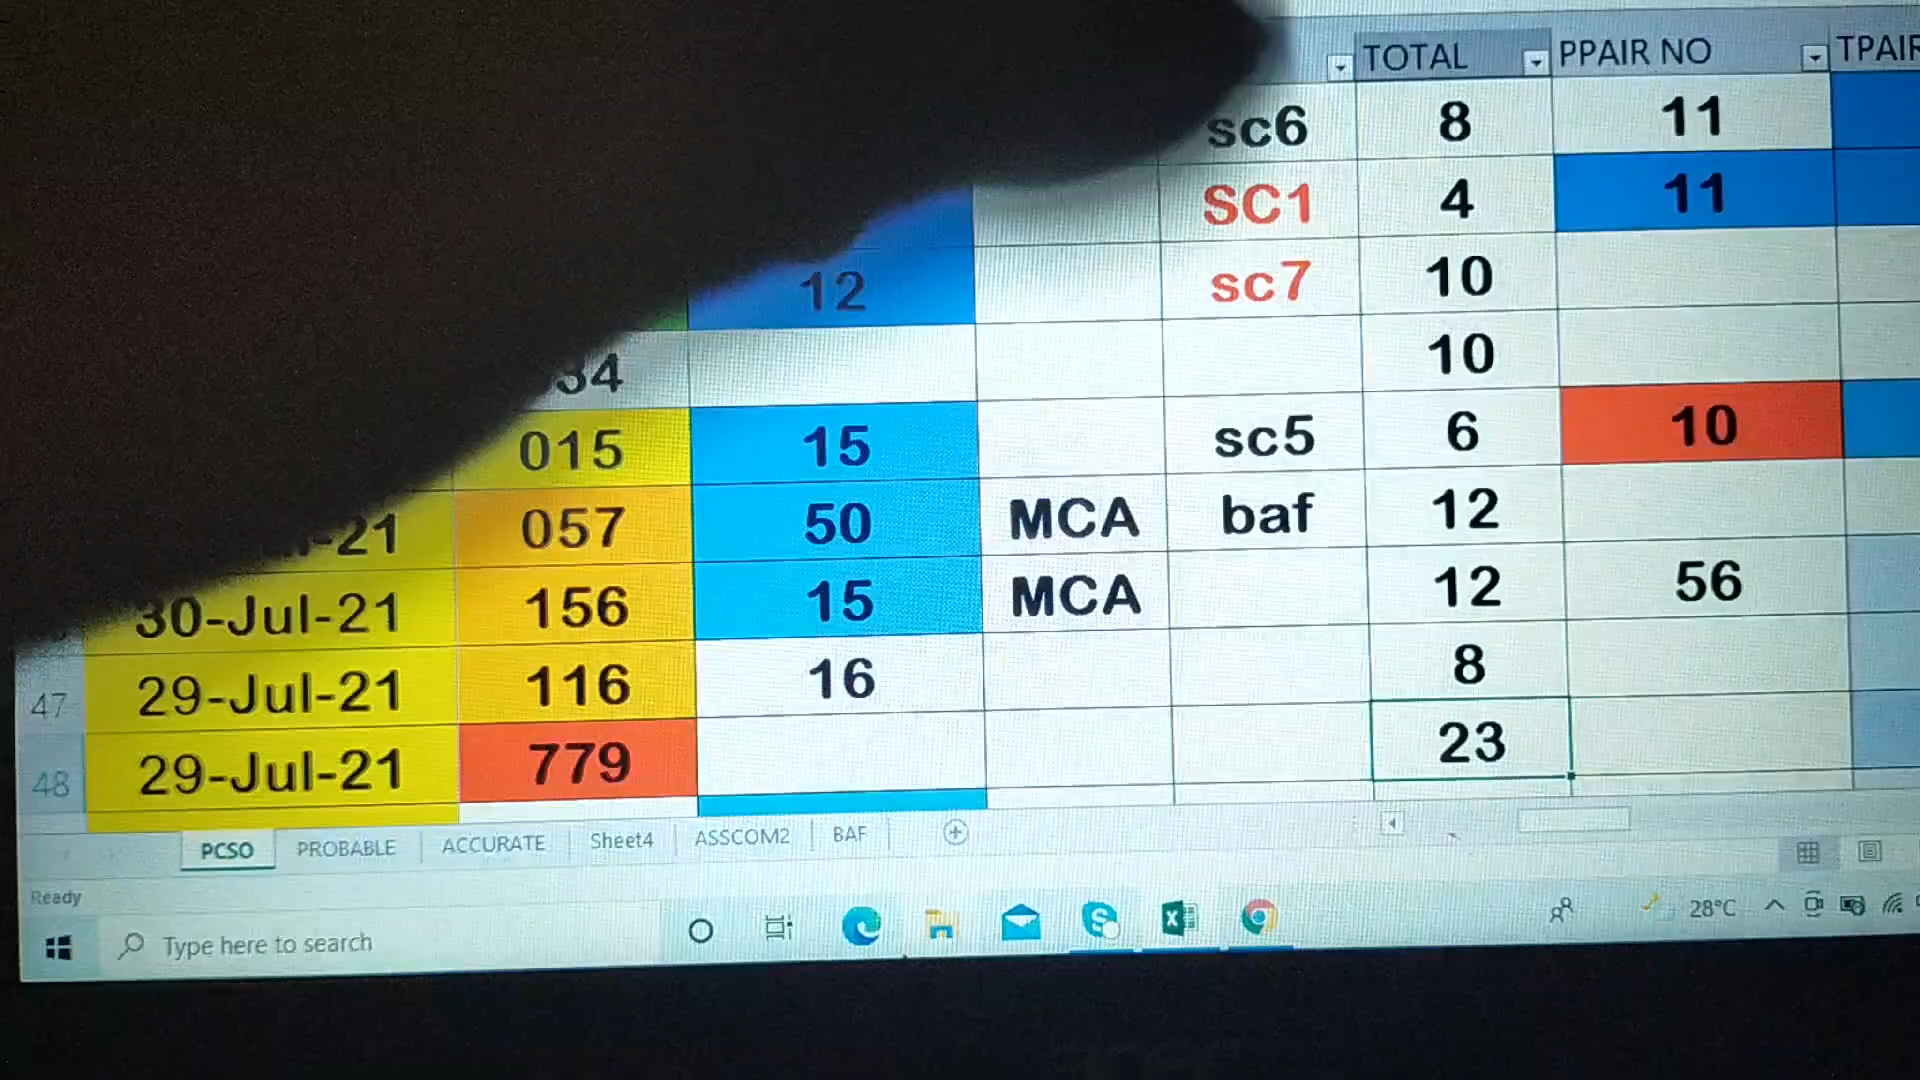 TOTAL PPAIR NO TPAIR
sc6 8 11
SC1 4 11
12 sc7 10
34 10
015 15 sc5 6 10
-21 057 50 MCA baf 12
30-Jul-21 156 15 MCA 12 56
47 29-Jul-21 116 16 8
48 29-Jul-21 779 23
PCSO PROBABLE ACCURATE Sheet4 ASSCOM2 BAF
Ready
Type here to search 28°C